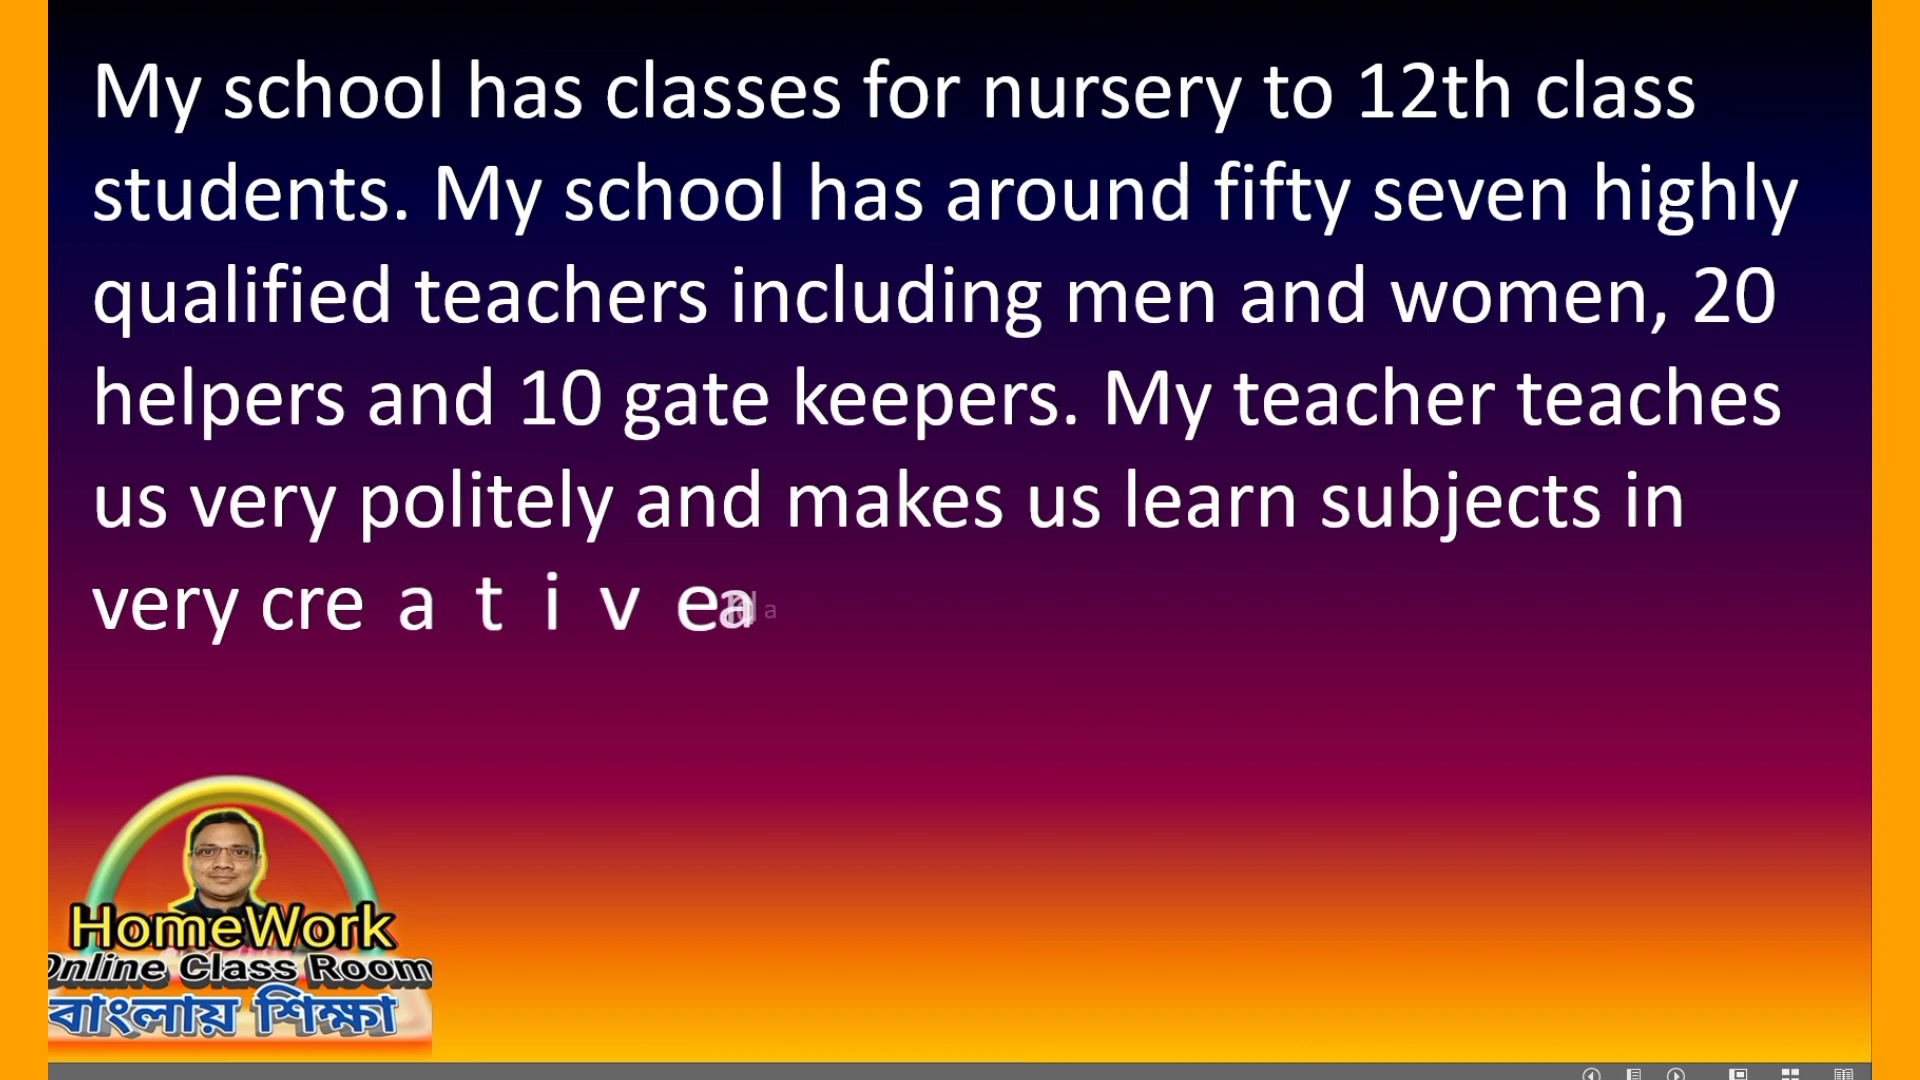 My school has classes for nursery to 12th class
students. My school has around fifty seven highly
qualified teachers including men and women, 20
helpers and 10 gate keepers. My teacher teaches
us very politely and makes us learn subjects in
very creative
HomeWork
Online Class Room
বাংলায় শিক্ষা